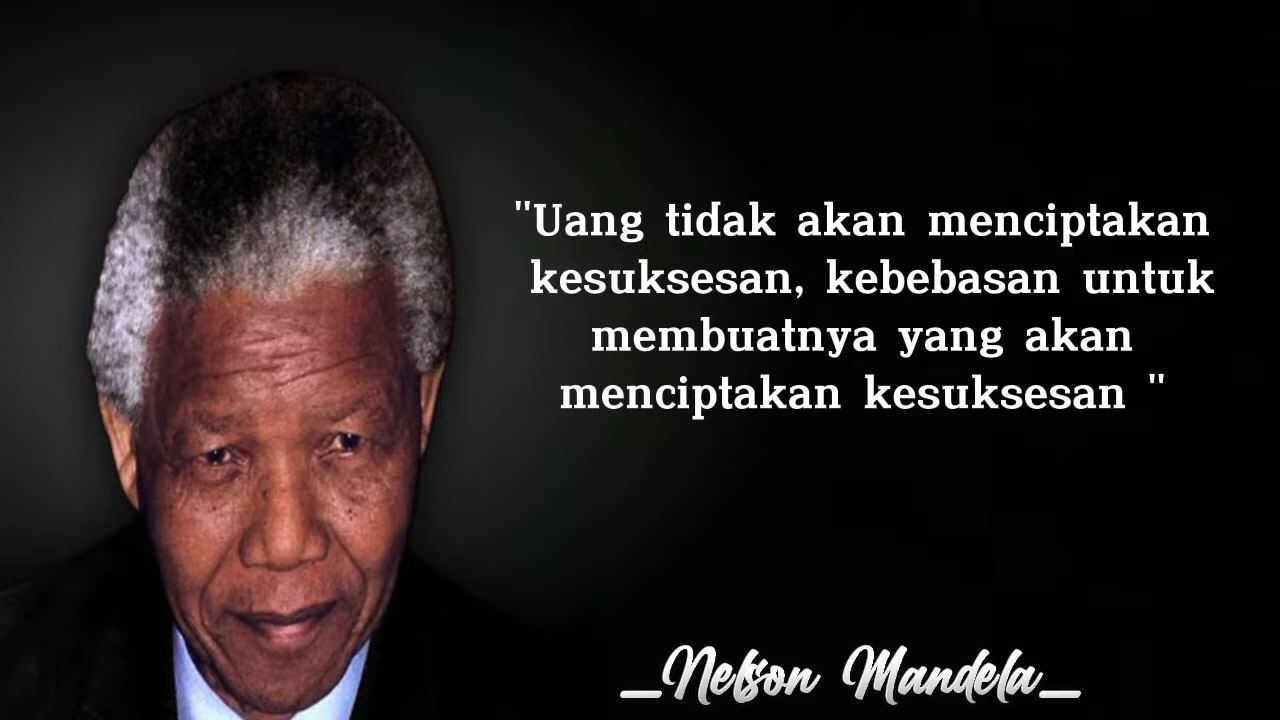 "Uang tidak akan menciptakan
kesuksesan, kebebasan untuk
membuatnya yang akan
menciptakan kesuksesan "
_Nelson Mandela_